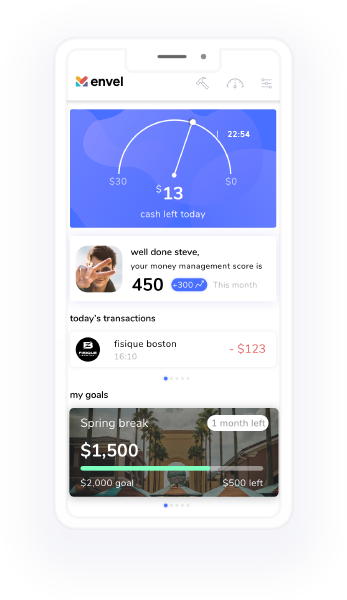 envel
22:54
$30
$0
$13
cash left today
well done steve,
your money management score is
450
+300
This month
today's transactions
FISIQUE
fisique boston
16:10
- $123
my goals
Spring break
1 month left
$1,500
$2,000 goal
$500 left